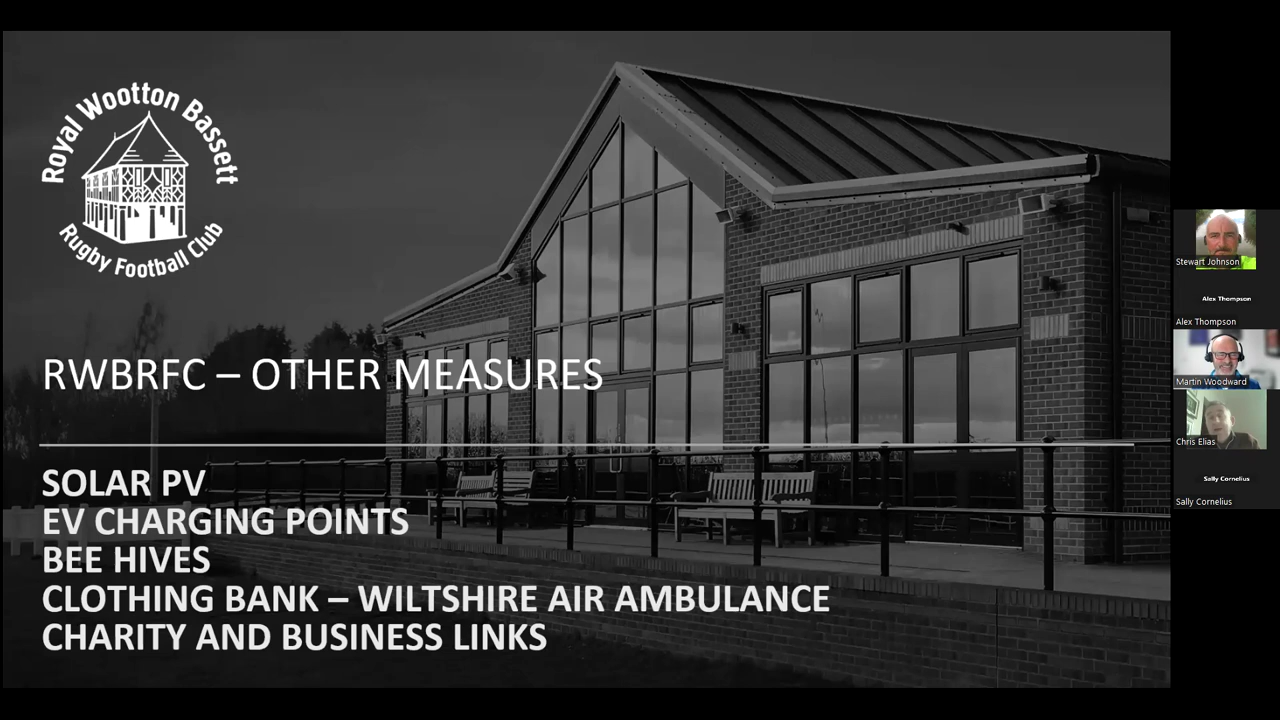 Royal Wootton Bassett
Rugby Football Club
RWBRFC – OTHER MEASURES
SOLAR PV
EV CHARGING POINTS
BEE HIVES
CLOTHING BANK – WILTSHIRE AIR AMBULANCE
CHARITY AND BUSINESS LINKS
Stewart Johnson
Alex Thompson
Alex Thompson
Martin Woodward
Chris Elias
Sally Cornelius
Sally Cornelius